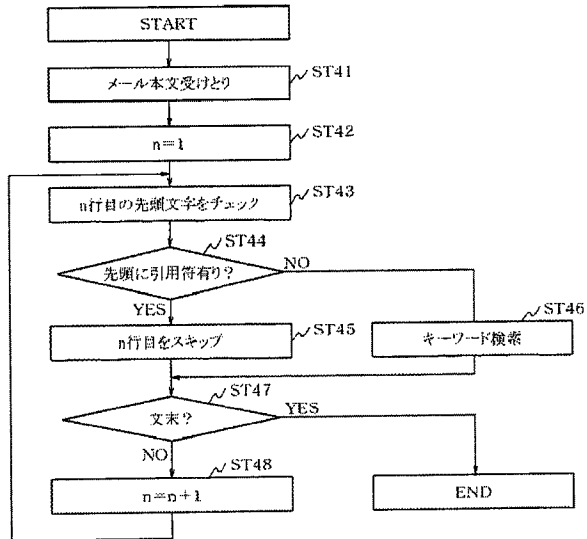 START
メール本文受けとり
ST41
n=1
ST42
n行目の先頭文字をチェック
ST43
先頭に引用符有り?
ST44
NO
YES
n行目をスキップ
ST45
キーワード検索
ST46
文末?
ST47
YES
NO
n=n+1
ST48
END